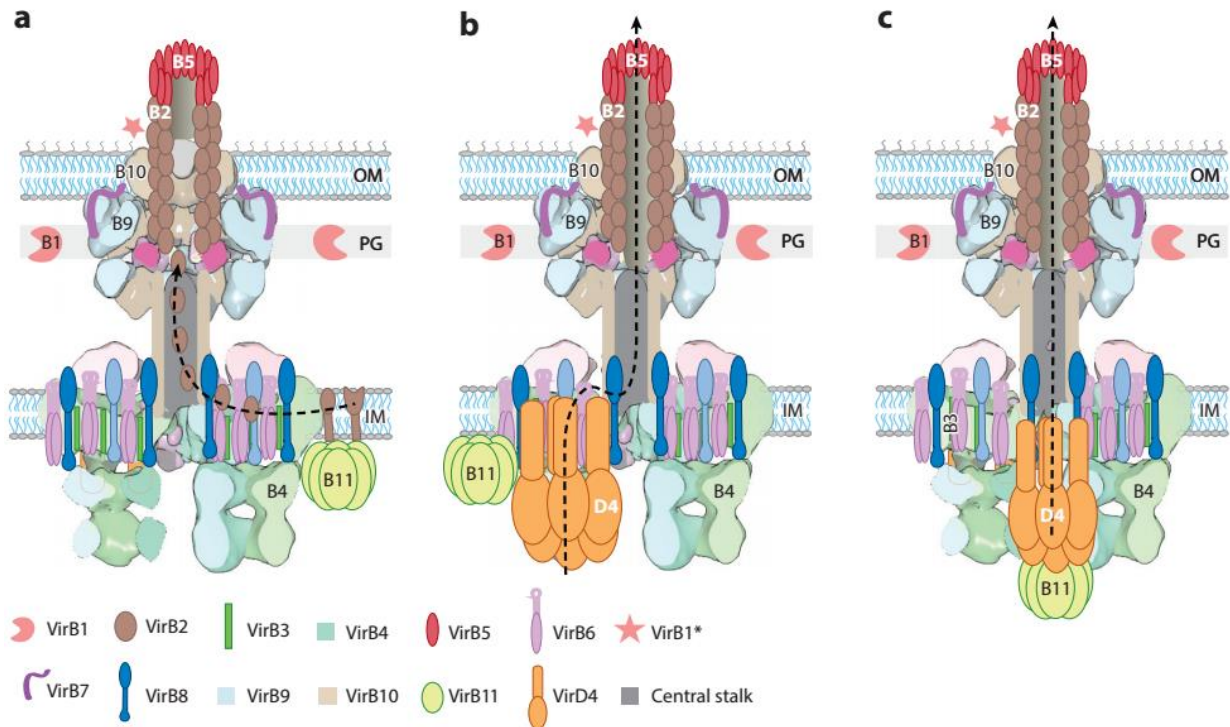 a
B5
B2
B10
OM
B9
B1
PG
IM
B11
B4
b
B5
B2
B10
OM
B9
B1
PG
IM
B11
D4
B4
c
B5
B2
B10
OM
B9
B1
PG
B3
IM
D4
B4
B11
VirB1 VirB2 VirB3 VirB4 VirB5 VirB6 VirB1*
VirB7 VirB8 VirB9 VirB10 VirB11 VirD4 Central stalk